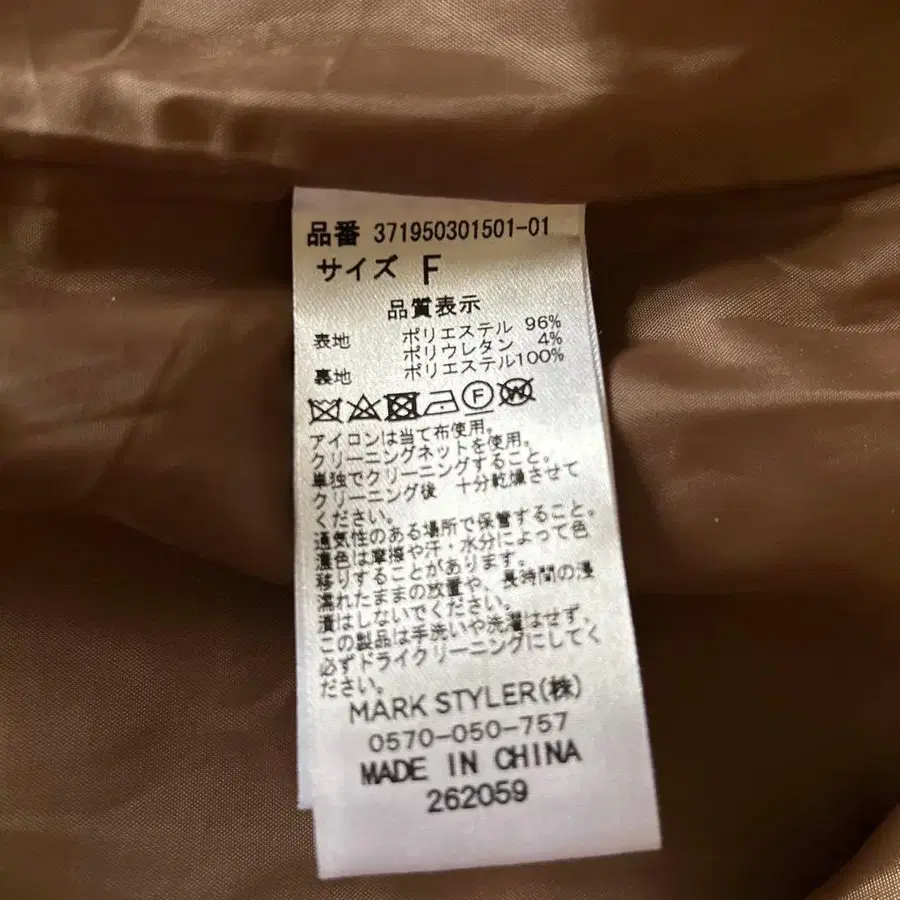 品番 371950301501-01
サイズ F
品質表示
表地 ポリエステル 96%
ポリウレタン 4%
裏地 ポリエステル100%
F W
アイロンは当て布使用。
クリーニングネットを使用。
単独でクリーニングすること。
クリーニング後 十分乾燥させて
ください。
通気性のある場所で保管すること。
濃色は摩擦や汗・水分によって色
移りすることがあります。
濡れたままの放置や、長時間の浸
漬はしないでください。
この製品は手洗いや洗濯はせず、
必ずドライクリーニングにしてく
ださい。
MARK STYLER(株)
0570-050-757
MADE IN CHINA
262059